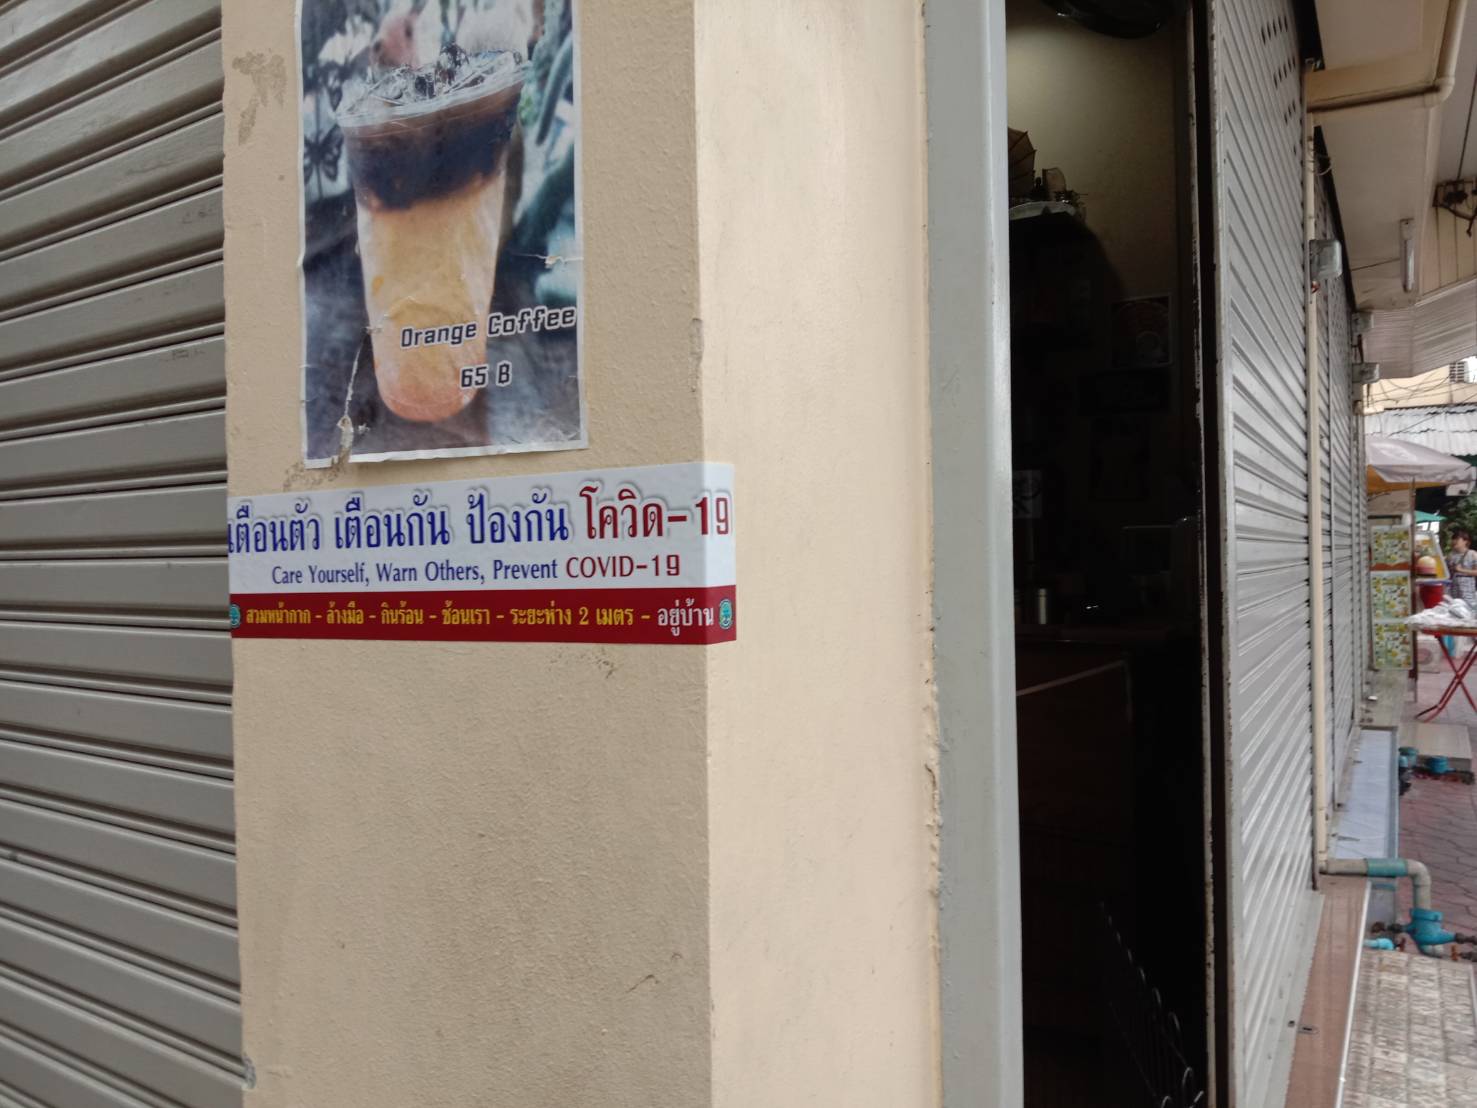 Orange Coffee
65 B
เตือนตัว เตือนกัน ป้องกัน โควิด-19
Care Yourself, Warn Others, Prevent COVID-19
สวมหน้ากาก - ล้างมือ - กินร้อน - ช้อนเรา - ระยะห่าง 2 เมตร - อยู่บ้าน